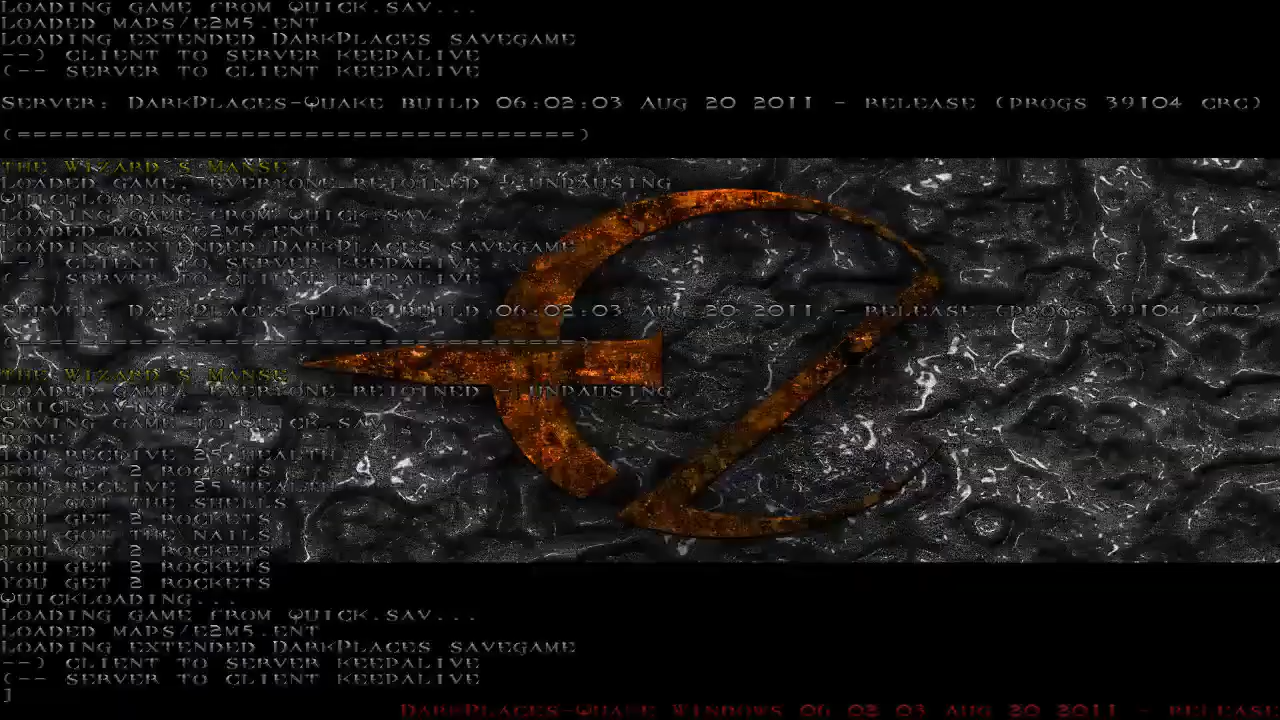 LOADING GAME FROM QUICK.SAV...
LOADED MAPS/E2M5.ENT
LOADING EXTENDED DARKPLACES SAVEGAME
--> CLIENT TO SERVER KEEPALIVE
<-- SERVER TO CLIENT KEEPALIVE
SERVER: DARKPLACES-QUAKE BUILD 06:02:03 AUG 20 2011 - RELEASE (PROGS 39104 CRC)
<===================================>
THE WIZARD'S MANSE
LOADED GAME, EVERYONE REJOINED - UNPAUSING
QUICKLOADING...
LOADING GAME FROM QUICK.SAV...
LOADED MAPS/E2M5.ENT
LOADING EXTENDED DARKPLACES SAVEGAME
--> CLIENT TO SERVER KEEPALIVE
<-- SERVER TO CLIENT KEEPALIVE
SERVER: DARKPLACES-QUAKE BUILD 06:02:03 AUG 20 2011 - RELEASE (PROGS 39104 CRC)
<===================================>
THE WIZARD'S MANSE
LOADED GAME, EVERYONE REJOINED - UNPAUSING
QUICKSAVING...
SAVING GAME TO QUICK.SAV...
DONE.
YOU RECEIVE 25 HEALTH
YOU GET 2 ROCKETS
YOU RECEIVE 25 HEALTH
YOU GOT THE SHELLS
YOU GET 2 ROCKETS
YOU GOT THE NAILS
YOU GET 2 ROCKETS
YOU GET 2 ROCKETS
YOU GET 2 ROCKETS
QUICKLOADING...
LOADING GAME FROM QUICK.SAV...
LOADED MAPS/E2M5.ENT
LOADING EXTENDED DARKPLACES SAVEGAME
--> CLIENT TO SERVER KEEPALIVE
<-- SERVER TO CLIENT KEEPALIVE
]
DARKPLACES-QUAKE WINDOWS 06:02:03 AUG 20 2011 - RELEASE